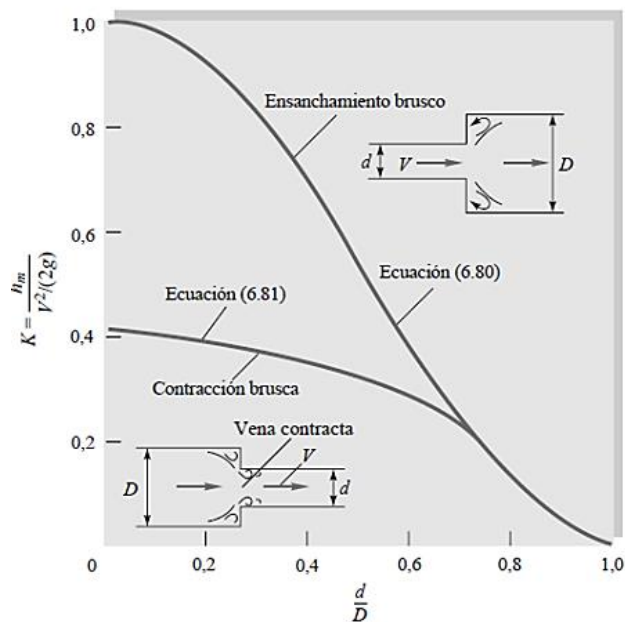 1,0
0,8
0,6
0,4
0,2
0
0,2
0,4
0,6
0,8
1,0
K = h_m / V²/(2g)
d/D
Ensanchamiento brusco
d
V
D
Ecuación (6.80)
Ecuación (6.81)
Contracción brusca
Vena contracta
V
D
d